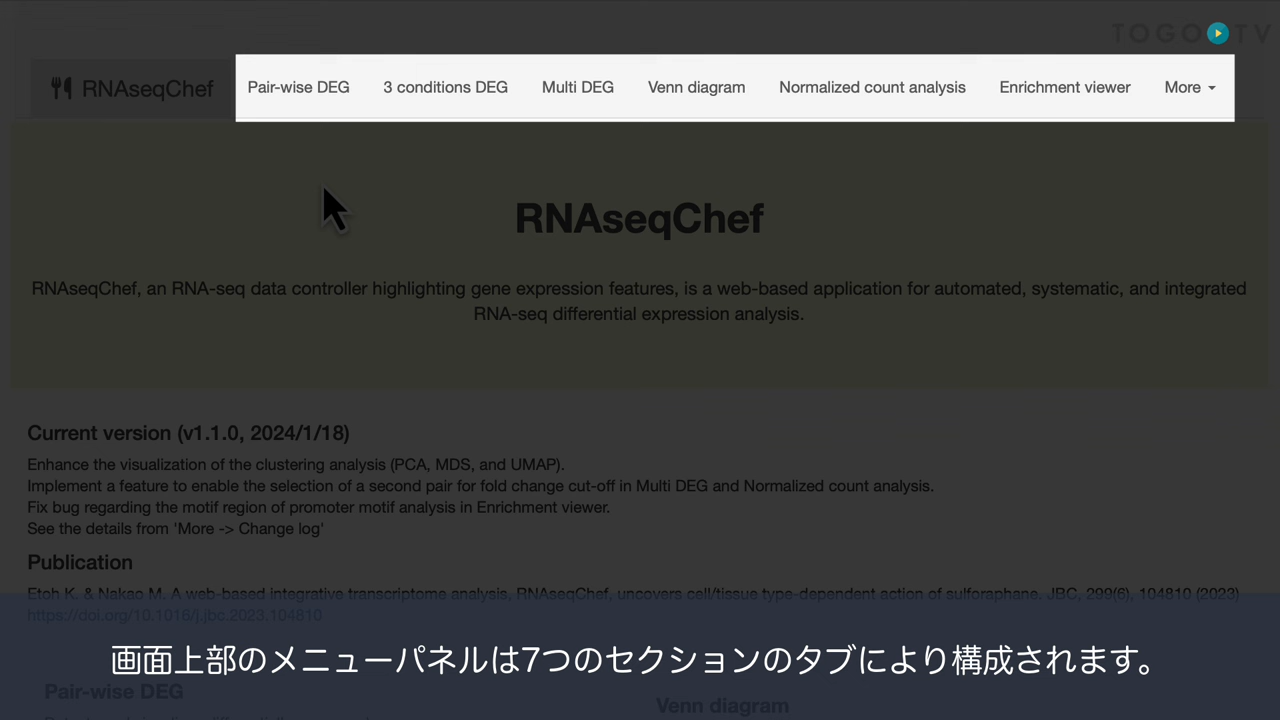 TOGO TV
RNAseqChef
Pair-wise DEG 3 conditions DEG Multi DEG Venn diagram Normalized count analysis Enrichment viewer More
RNAseqChef
RNAseqChef, an RNA-seq data controller highlighting gene expression features, is a web-based application for automated, systematic, and integrated
RNA-seq differential expression analysis.
Current version (v1.1.0, 2024/1/18)
Enhance the visualization of the clustering analysis (PCA, MDS, and UMAP).
Implement a feature to enable the selection of a second pair for fold change cut-off in Multi DEG and Normalized count analysis.
Fix bug regarding the motif region of promoter motif analysis in Enrichment viewer.
See the details from 'More -> Change log'
Publication
Etoh K. & Nakao M. A web-based integrative transcriptome analysis, RNAseqChef, uncovers cell/tissue type-dependent action of sulforaphane. JBC, 299(6), 104810 (2023)
https://doi.org/10.1016/j.jbc.2023.104810
画面上部のメニューパネルは7つのセクションのタブにより構成されます。
Pair-wise DEG
Venn diagram